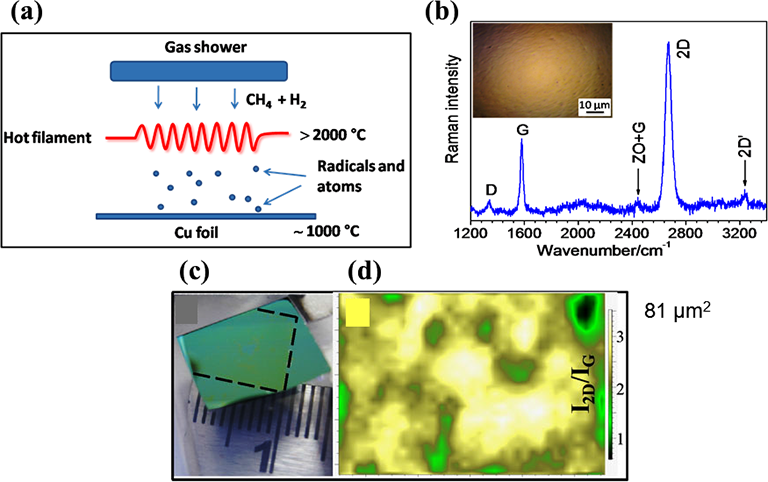 (a)
Gas shower
CH₄ + H₂
Hot filament
> 2000 °C
Radicals and
atoms
Cu foil
~ 1000 °C
(b)
Raman intensity
10 µm
D
G
ZO+G
2D
2D'
1200 1600 2000 2400 2800 3200
Wavenumber/cm⁻¹
(c)
1
(d)
I₂D/IG
3
2
1
81 µm²